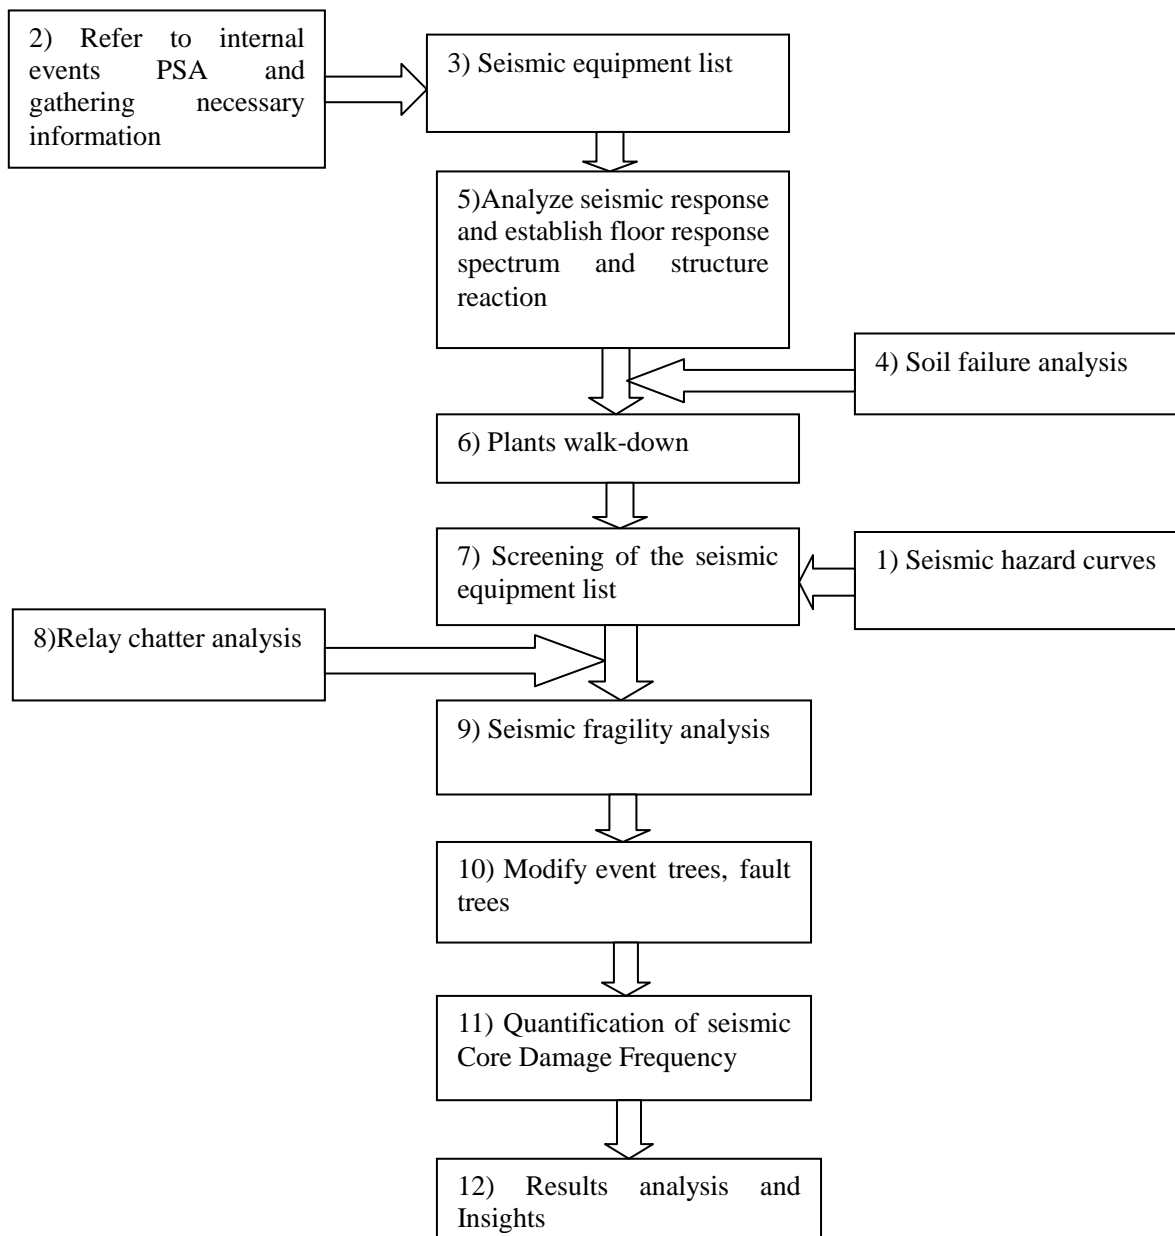 2) Refer to internal
events PSA and
gathering necessary
information
3) Seismic equipment list
5)Analyze seismic response
and establish floor response
spectrum and structure
reaction
4) Soil failure analysis
6) Plants walk-down
7) Screening of the seismic
equipment list
1) Seismic hazard curves
8)Relay chatter analysis
9) Seismic fragility analysis
10) Modify event trees, fault
trees
11) Quantification of seismic
Core Damage Frequency
12) Results analysis and
Insights